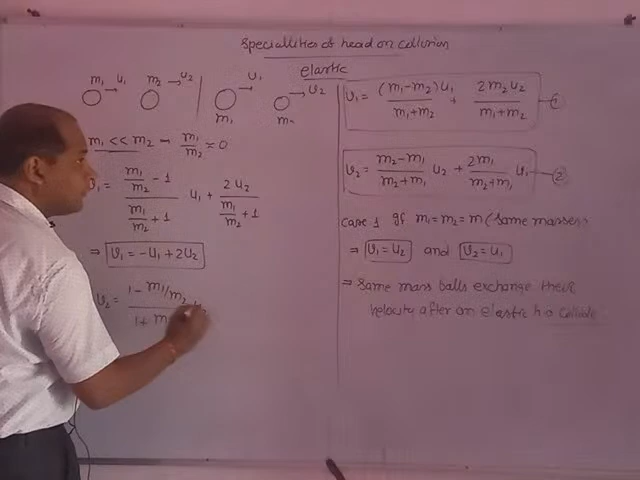 Specialities of head on collision
elastic
m₁ → u₁ m₂ → u₂ → v₁ → v₂
m₁ m₂
m₁ << m₂ → m₁/m₂ ≈ 0
v₁ = (m₁/m₂ - 1)/(m₁/m₂ + 1) u₁ + 2u₂/(m₁/m₂ + 1)
⇒ v₁ = -u₁ + 2u₂
v₂ = (1 - m₁/m₂)/(1 + m
v₁ = (m₁-m₂)u₁/(m₁+m₂) + 2m₂u₂/(m₁+m₂) ①
v₂ = (m₂-m₁)/(m₂+m₁) u₂ + 2m₁/(m₂+m₁) u₁ ②
Case 1 If m₁=m₂=m (same masses)
⇒ v₁=u₂ and v₂=u₁
⇒ Same mass balls exchange their
velocity after an elastic h.o